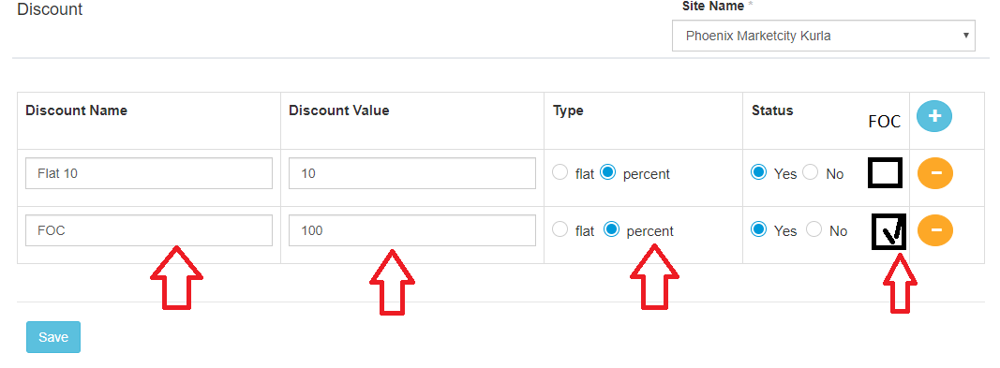 Discount
Site Name *
Phoenix Marketcity Kurla
Discount Name Discount Value Type Status FOC +
Flat 10 10 flat percent Yes No −
FOC 100 flat percent Yes No −
Save